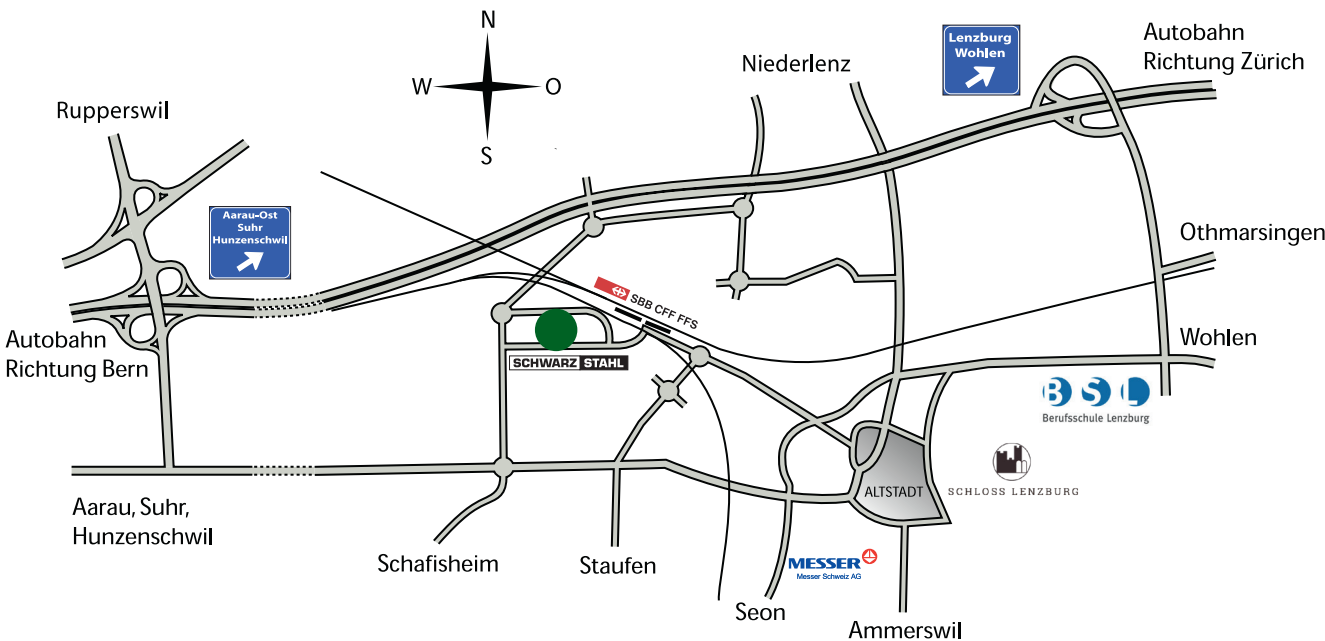 N
W
O
S
Lenzburg
Wohlen
Autobahn
Richtung Zürich
Niederlenz
Rupperswil
Aarau-Ost
Suhr
Hunzenschwil
Othmarsingen
SBB CFF FFS
Autobahn
Richtung Bern
SCHWARZ STAHL
Wohlen
BSL
Berufsschule Lenzburg
SCHLOSS LENZBURG
ALTSTADT
Aarau, Suhr,
Hunzenschwil
Schafisheim
Staufen
MESSER
Messer Schweiz AG
Seon
Ammerswil